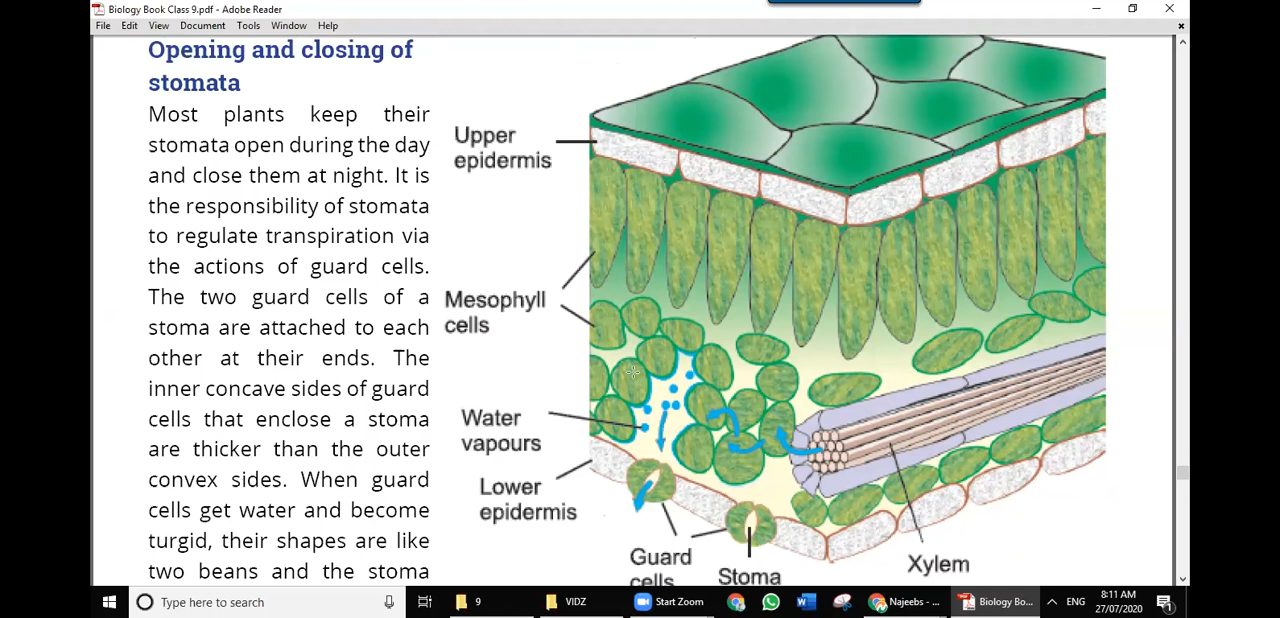 Biology Book Class 9.pdf - Adobe Reader
File Edit View Document Tools Window Help
Opening and closing of
stomata
Most plants keep their
stomata open during the day
and close them at night. It is
the responsibility of stomata
to regulate transpiration via
the actions of guard cells.
The two guard cells of a
stoma are attached to each
other at their ends. The
inner concave sides of guard
cells that enclose a stoma
are thicker than the outer
convex sides. When guard
cells get water and become
turgid, their shapes are like
two beans and the stoma
Upper
epidermis
Mesophyll
cells
Water
vapours
Lower
epidermis
Guard
cells
Stoma
Xylem
Type here to search
9
VIDZ
Start Zoom
Najeebs - ...
Biology Bo...
ENG
8:11 AM
27/07/2020
1